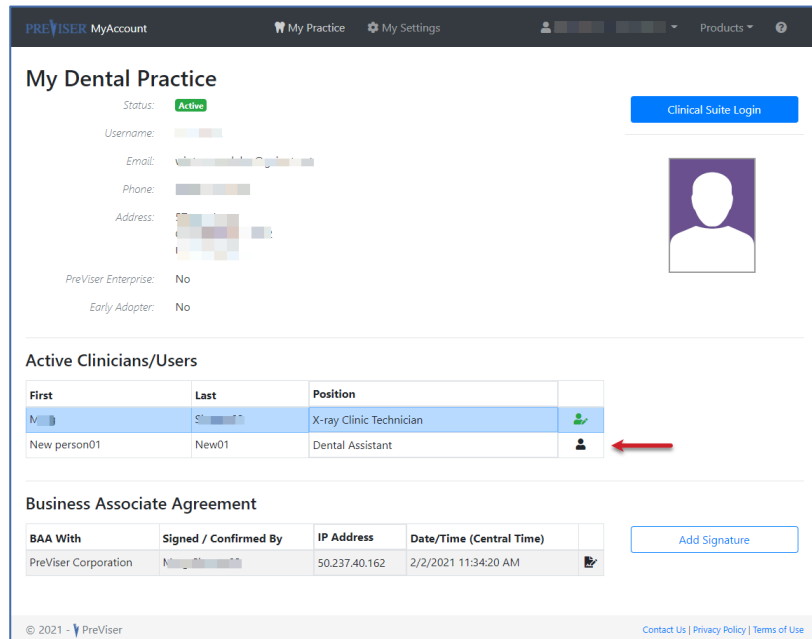 PREVISER MyAccount My Practice My Settings Products
My Dental Practice
Clinical Suite Login
Status: Active
Username:
Email:
Phone:
Address:
PreViser Enterprise: No
Early Adopter: No
Active Clinicians/Users
First Last Position
X-ray Clinic Technician
New person01 New01 Dental Assistant
Business Associate Agreement
BAA With Signed / Confirmed By IP Address Date/Time (Central Time)
Add Signature
PreViser Corporation 50.237.40.162 2/2/2021 11:34:20 AM
© 2021 - PreViser Contact Us | Privacy Policy | Terms of Use